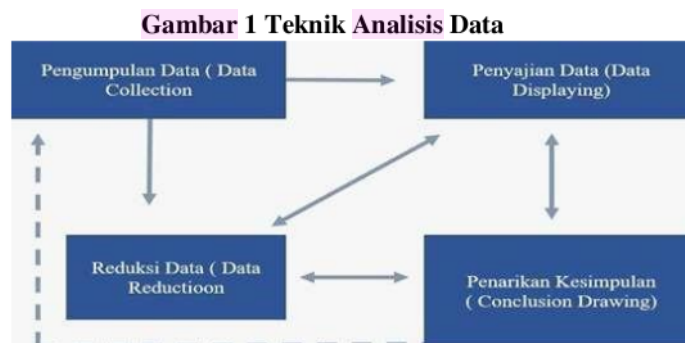 Gambar 1 Teknik Analisis Data
Pengumpulan Data ( Data
Collection
Penyajian Data (Data
Displaying)
Reduksi Data ( Data
Reductioon
Penarikan Kesimpulan
( Conclusion Drawing)